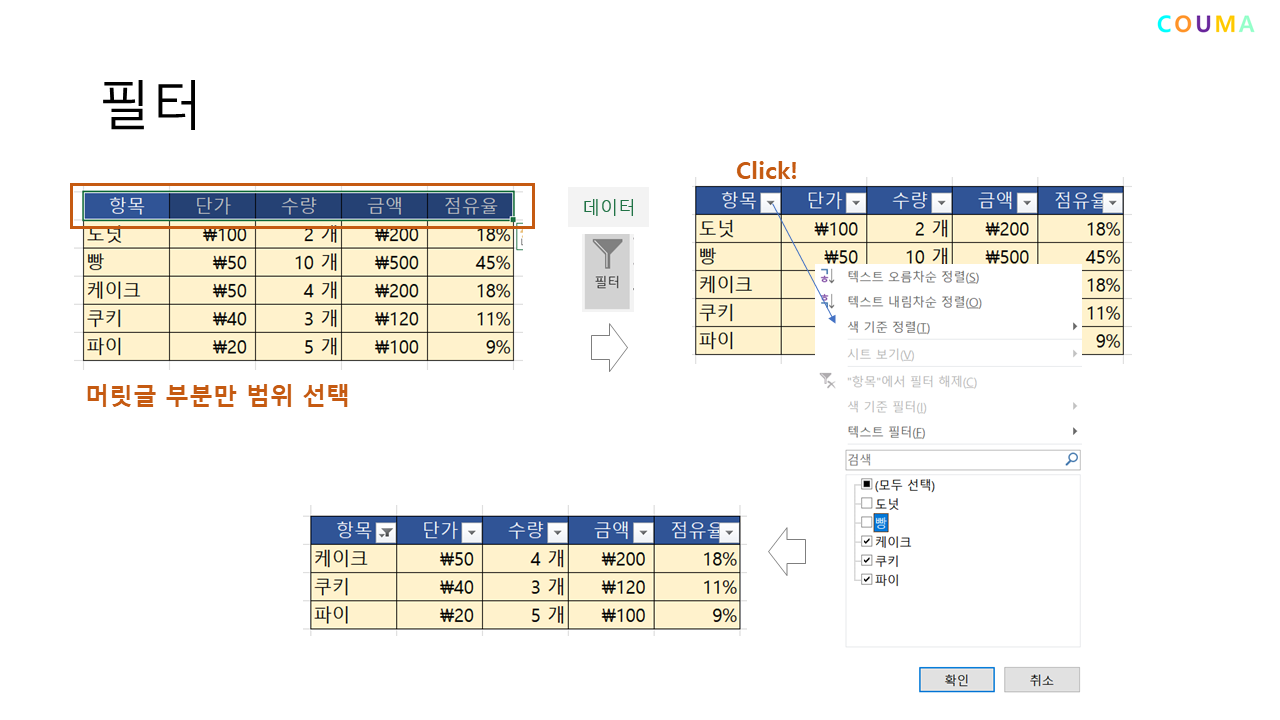 COUMA
필터
항목 단가 수량 금액 점유율
도넛 ₩100 2 개 ₩200 18%
빵 ₩50 10 개 ₩500 45%
케이크 ₩50 4 개 ₩200 18%
쿠키 ₩40 3 개 ₩120 11%
파이 ₩20 5 개 ₩100 9%
머릿글 부분만 범위 선택
데이터
필터
Click!
항목 단가 수량 금액 점유율
도넛 ₩100 2 개 ₩200 18%
빵 ₩50 10 개 ₩500 45%
케이크 18%
쿠키 11%
파이 9%
텍스트 오름차순 정렬(S)
텍스트 내림차순 정렬(O)
색 기준 정렬(T)
시트 보기(V)
"항목"에서 필터 해제(C)
색 기준 필터(I)
텍스트 필터(F)
검색
(모두 선택)
도넛
빵
케이크
쿠키
파이
확인 취소
항목 단가 수량 금액 점유율
케이크 ₩50 4 개 ₩200 18%
쿠키 ₩40 3 개 ₩120 11%
파이 ₩20 5 개 ₩100 9%